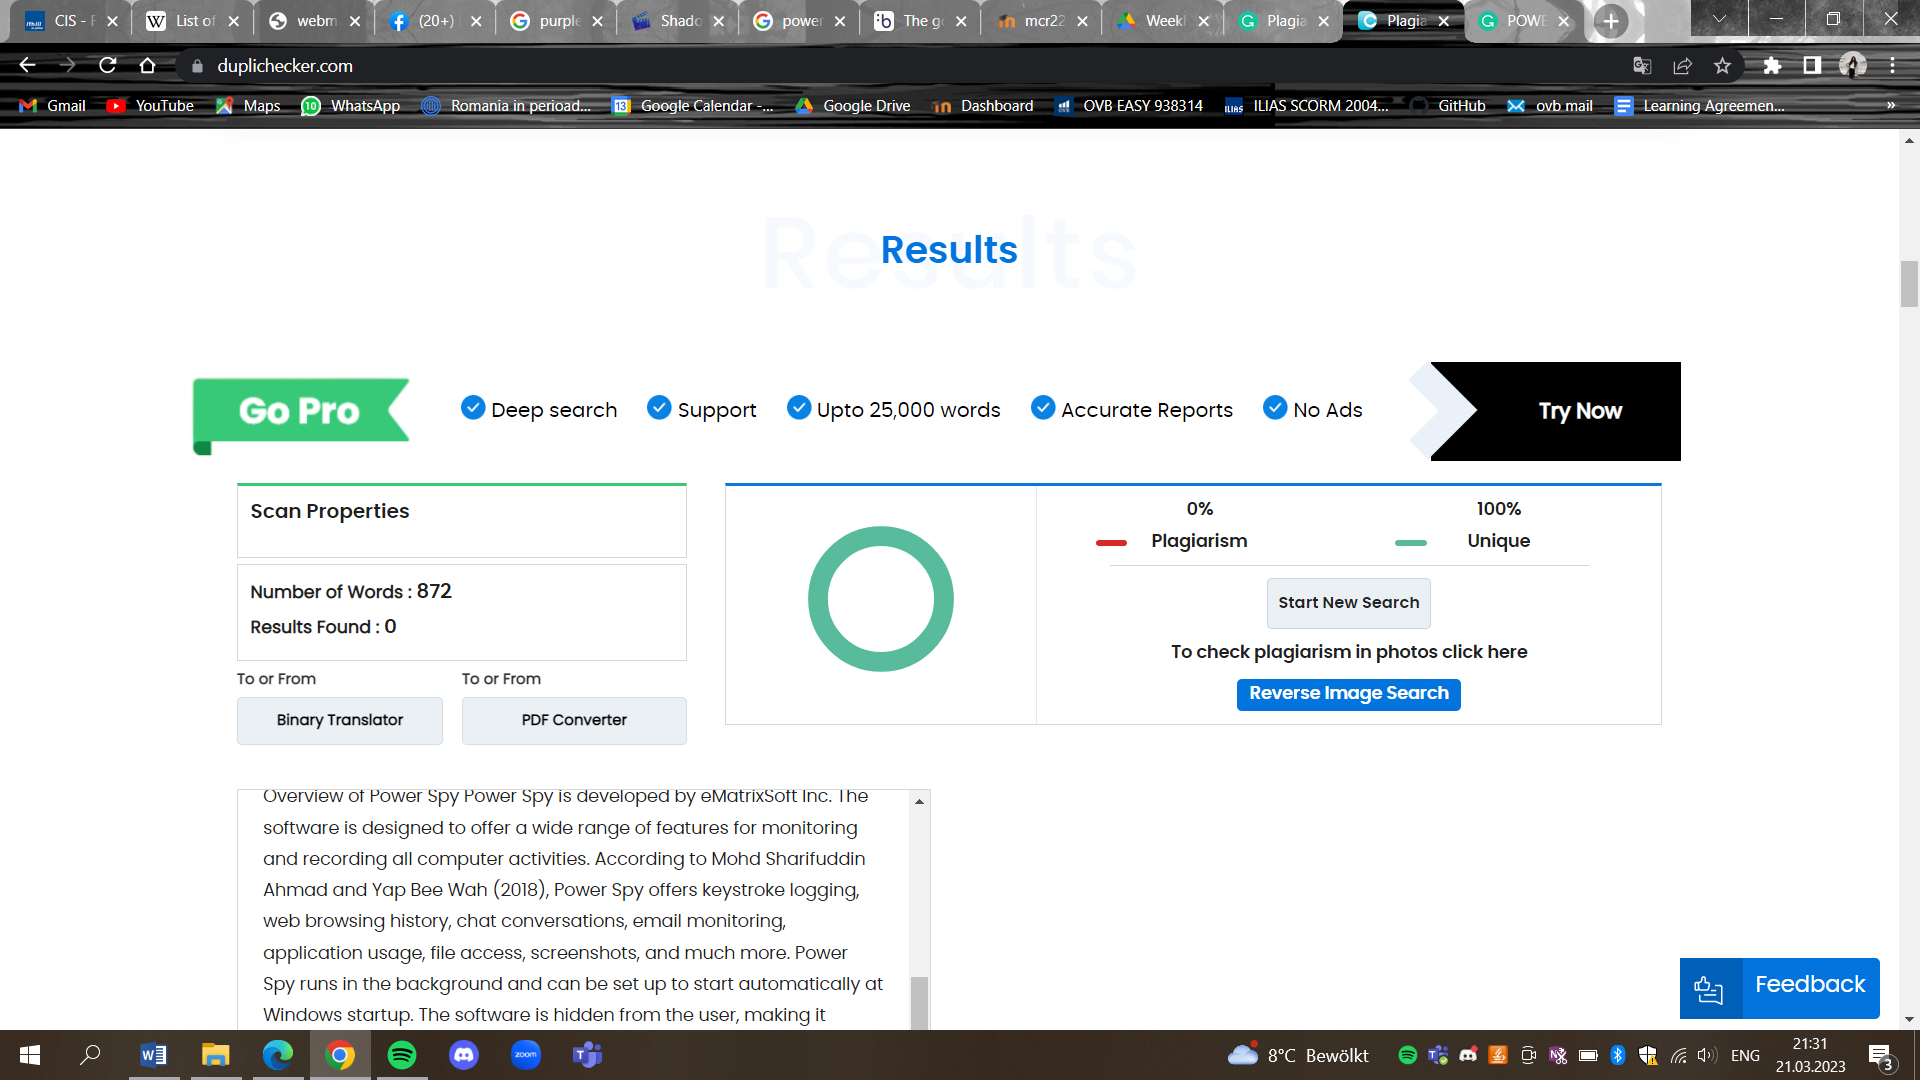 CIS - F
List of
webm
(20+)
purple
Shado
power
The go
mcr22
Weekl
Plagia
Plagia
POWE
duplichecker.com
Gmail YouTube Maps 10 WhatsApp Romania in perioad... 13 Google Calendar -... Google Drive Dashboard OVB EASY 938314 ILIAS ILIAS SCORM 2004... GitHub ovb mail Learning Agreemen... »
Results
Results
Go Pro Deep search Support Upto 25,000 words Accurate Reports No Ads Try Now
Scan Properties
0% 100%
Plagiarism Unique
Number of Words : 872
Results Found : 0
Start New Search
To check plagiarism in photos click here
Reverse Image Search
To or From To or From
Binary Translator PDF Converter
Overview of Power Spy Power Spy is developed by eMatrixSoft Inc. The
software is designed to offer a wide range of features for monitoring
and recording all computer activities. According to Mohd Sharifuddin
Ahmad and Yap Bee Wah (2018), Power Spy offers keystroke logging,
web browsing history, chat conversations, email monitoring,
application usage, file access, screenshots, and much more. Power
Spy runs in the background and can be set up to start automatically at
Windows startup. The software is hidden from the user, making it
Feedback
zoom
8°C Bewölkt
ENG
21:31
21.03.2023
3